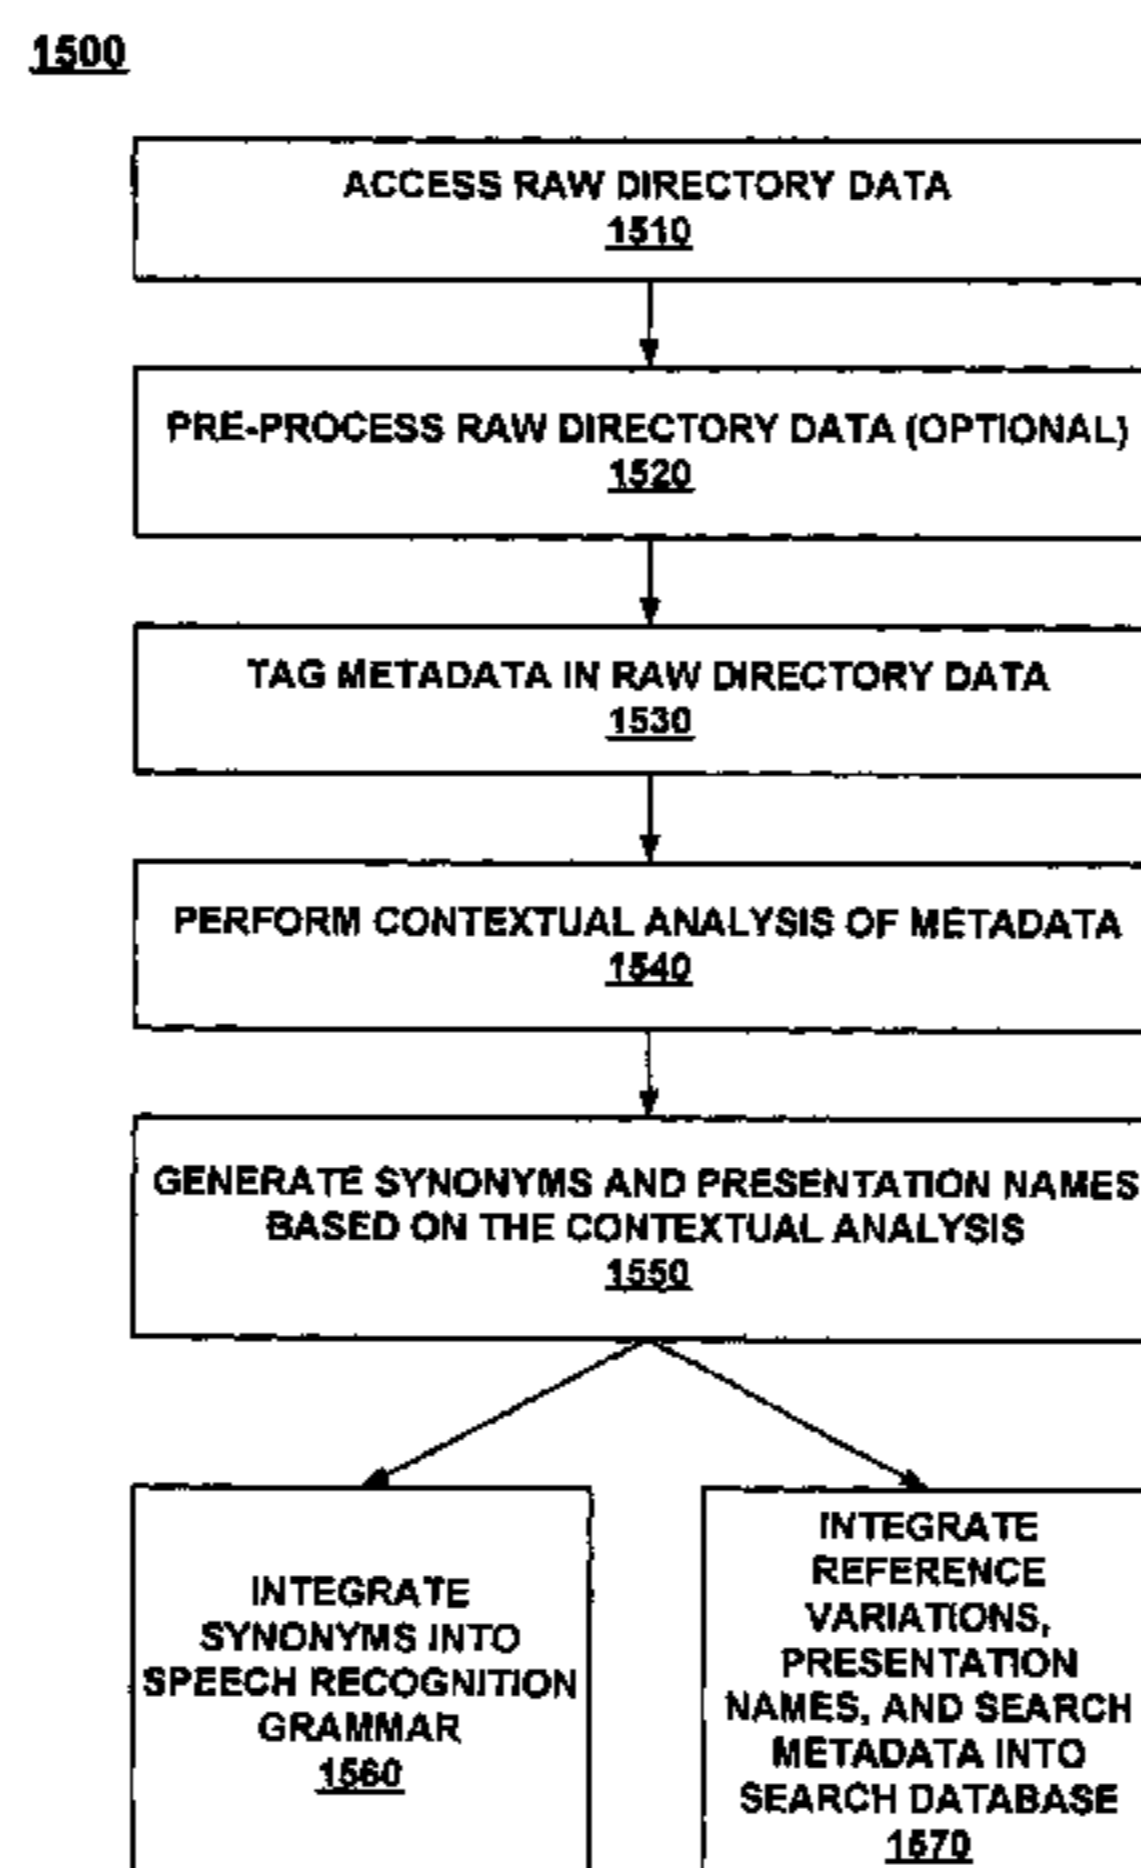 1500
ACCESS RAW DIRECTORY DATA
1510
PRE-PROCESS RAW DIRECTORY DATA (OPTIONAL)
1520
TAG METADATA IN RAW DIRECTORY DATA
1530
PERFORM CONTEXTUAL ANALYSIS OF METADATA
1540
GENERATE SYNONYMS AND PRESENTATION NAMES
BASED ON THE CONTEXTUAL ANALYSIS
1550
INTEGRATE
SYNONYMS INTO
SPEECH RECOGNITION
GRAMMAR
1560
INTEGRATE
REFERENCE
VARIATIONS,
PRESENTATION
NAMES, AND SEARCH
METADATA INTO
SEARCH DATABASE
1570